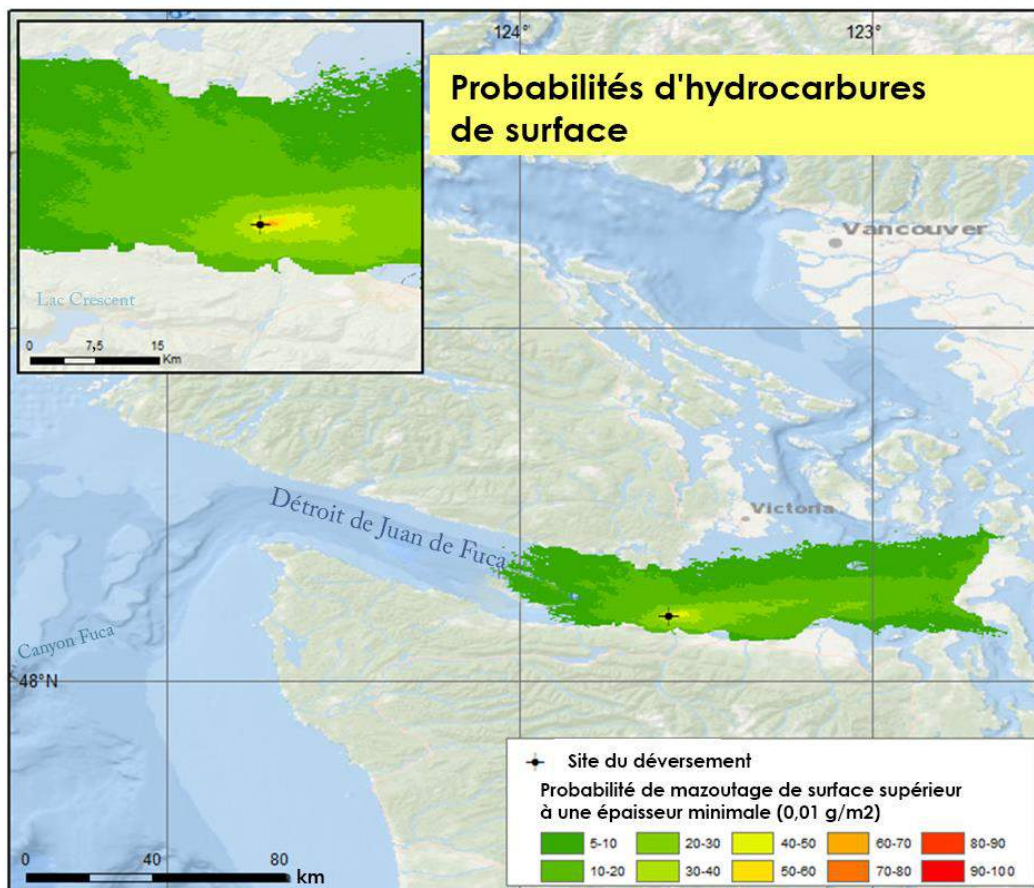 124°
123°
Probabilités d'hydrocarbures
de surface
Vancouver
Lac Crescent
0 7,5 15
Km
Détroit de Juan de Fuca
Victoria
Canyon Fuca
48°N
Site du déversement
Probabilité de mazoutage de surface supérieur
à une épaisseur minimale (0,01 g/m2)
5-10 20-30 40-50 60-70 80-90
10-20 30-40 50-60 70-80 90-100
0 40 80
km